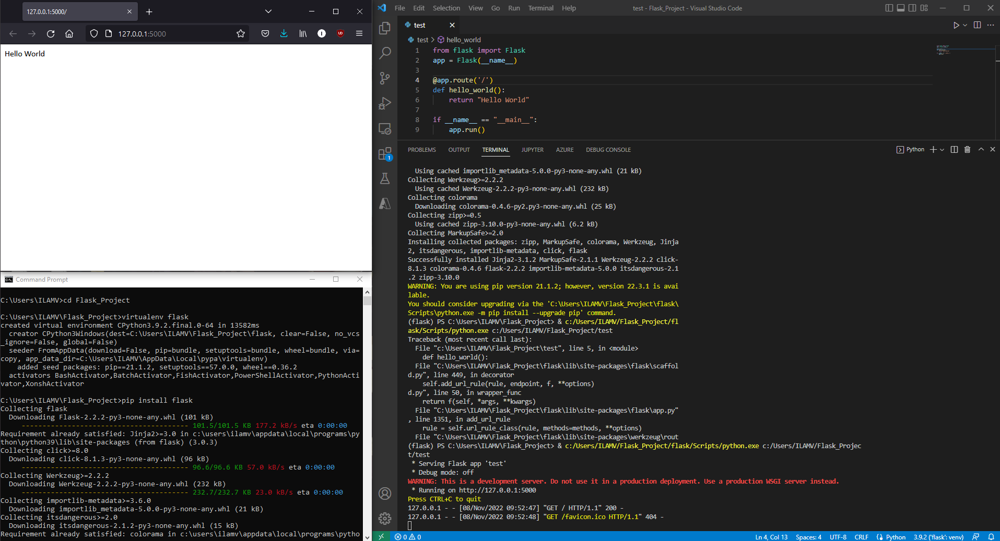 127.0.0.1:5000/
127.0.0.1:5000
Hello World
Command Prompt
C:\Users\ILAMV>cd Flask_Project
C:\Users\ILAMV\Flask_Project>virtualenv flask
created virtual environment CPython3.9.2.final.0-64 in 13582ms
creator CPython3Windows(dest=C:\Users\ILAMV\Flask_Project\flask, clear=False, no_vcs
_ignore=False, global=False)
seeder FromAppData(download=False, pip=bundle, setuptools=bundle, wheel=bundle, via=
copy, app_data_dir=C:\Users\ILAMV\AppData\Local\pypa\virtualenv)
added seed packages: pip==21.1.2, setuptools==57.0.0, wheel==0.36.2
activators BashActivator,BatchActivator,FishActivator,PowerShellActivator,PythonActi
vator,XonshActivator
C:\Users\ILAMV\Flask_Project>pip install flask
Collecting flask
Downloading Flask-2.2.2-py3-none-any.whl (101 kB)
---------------------------------------- 101.5/101.5 KB 177.2 kB/s eta 0:00:00
Requirement already satisfied: Jinja2>=3.0 in c:\users\ilamv\appdata\local\programs\py
thon\python39\lib\site-packages (from flask) (3.0.3)
Collecting click>=8.0
Downloading click-8.1.3-py3-none-any.whl (96 kB)
---------------------------------------- 96.6/96.6 KB 57.0 kB/s eta 0:00:00
Collecting Werkzeug>=2.2.2
Downloading Werkzeug-2.2.2-py3-none-any.whl (232 kB)
---------------------------------------- 232.7/232.7 KB 23.0 kB/s eta 0:00:00
Collecting importlib-metadata>=3.6.0
Downloading importlib_metadata-5.0.0-py3-none-any.whl (21 kB)
Collecting itsdangerous>=2.0
Downloading itsdangerous-2.1.2-py3-none-any.whl (15 kB)
Requirement already satisfied: colorama in c:\users\ilamv\appdata\local\programs\pytho
File Edit Selection View Go Run Terminal Help test - Flask_Project - Visual Studio Code
test
test > hello_world
1 from flask import Flask
2 app = Flask(__name__)
3
4 @app.route('/')
5 def hello_world():
6 return "Hello World"
7
8 if __name__ == "__main__":
9 app.run()
1
PROBLEMS OUTPUT TERMINAL JUPYTER AZURE DEBUG CONSOLE Python
Using cached importlib_metadata-5.0.0-py3-none-any.whl (21 kB)
Collecting Werkzeug>=2.2.2
Using cached Werkzeug-2.2.2-py3-none-any.whl (232 kB)
Collecting colorama
Downloading colorama-0.4.6-py2.py3-none-any.whl (25 kB)
Collecting zipp>=0.5
Using cached zipp-3.10.0-py3-none-any.whl (6.2 kB)
Collecting MarkupSafe>=2.0
Installing collected packages: zipp, MarkupSafe, colorama, Werkzeug, Jinja
2, itsdangerous, importlib-metadata, click, flask
Successfully installed Jinja2-3.1.2 MarkupSafe-2.1.1 Werkzeug-2.2.2 click-
8.1.3 colorama-0.4.6 flask-2.2.2 importlib-metadata-5.0.0 itsdangerous-2.1
.2 zipp-3.10.0
WARNING: You are using pip version 21.1.2; however, version 22.3.1 is avai
lable.
You should consider upgrading via the 'C:\Users\ILAMV\Flask_Project\flask\
Scripts\python.exe -m pip install --upgrade pip' command.
(flask) PS C:\Users\ILAMV\Flask_Project> & c:/Users/ILAMV/Flask_Project/fl
ask/Scripts/python.exe c:/Users/ILAMV/Flask_Project/test
Traceback (most recent call last):
File "c:\Users\ILAMV\Flask_Project\test", line 5, in <module>
def hello_world():
File "C:\Users\ILAMV\Flask_Project\flask\lib\site-packages\flask\scaffol
d.py", line 449, in decorator
self.add_url_rule(rule, endpoint, f, **options)
d.py", line 50, in wrapper_func
return f(self, *args, **kwargs)
File "C:\Users\ILAMV\Flask_Project\flask\lib\site-packages\flask\app.py"
, line 1351, in add_url_rule
rule = self.url_rule_class(rule, methods=methods, **options)
File "C:\Users\ILAMV\Flask_Project\flask\lib\site-packages\werkzeug\rout
(flask) PS C:\Users\ILAMV\Flask_Project> & c:/Users/ILAMV/Flask_Project/flask/Scripts/python.exe c:/Users/ILAMV/Flask_Projec
t/test
* Serving Flask app 'test'
* Debug mode: off
WARNING: This is a development server. Do not use it in a production deployment. Use a production WSGI server instead.
* Running on http://127.0.0.1:5000
Press CTRL+C to quit
127.0.0.1 - - [08/Nov/2022 09:52:47] "GET / HTTP/1.1" 200 -
127.0.0.1 - - [08/Nov/2022 09:52:48] "GET /favicon.ico HTTP/1.1" 404 -
0 0 Ln 4, Col 13 Spaces: 4 UTF-8 CRLF Python 3.9.2 ('flask': venv)